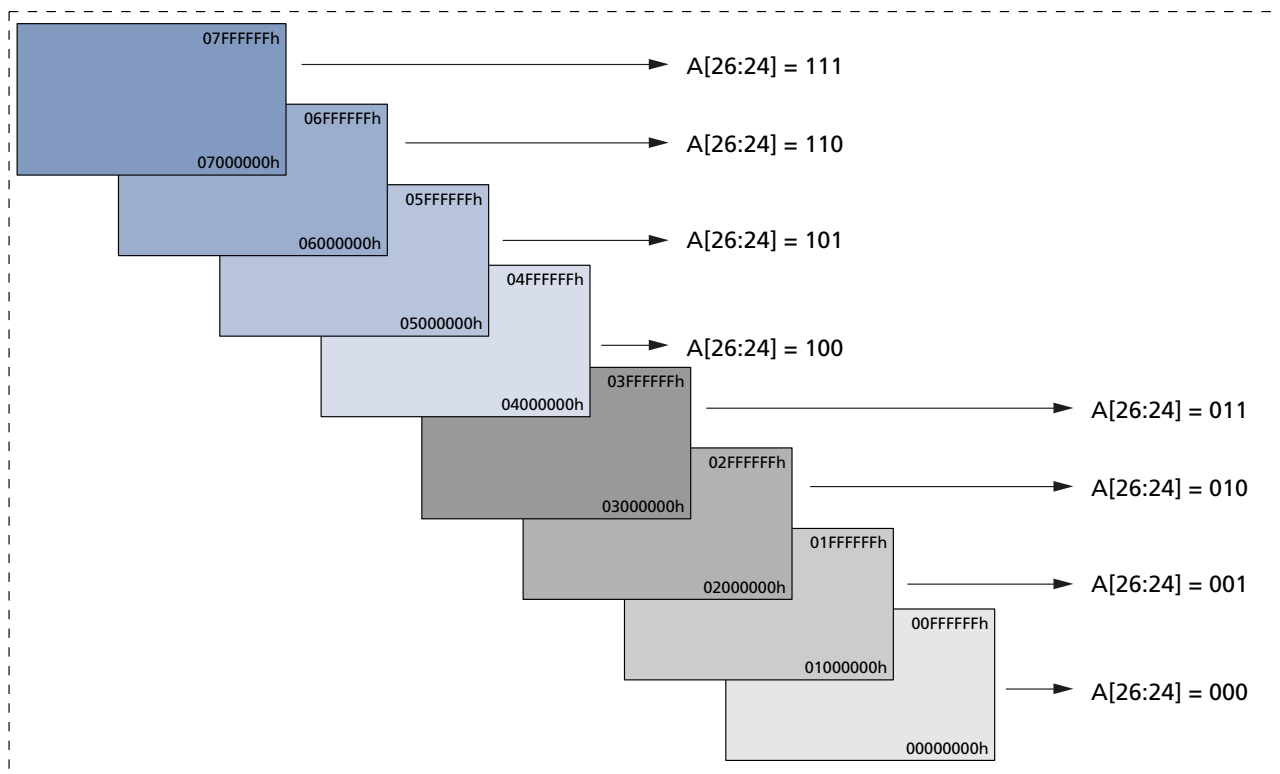 07FFFFFFh
A[26:24] = 111
07000000h
06FFFFFFh
A[26:24] = 110
06000000h
05FFFFFFh
A[26:24] = 101
05000000h
04FFFFFFh
A[26:24] = 100
04000000h
03FFFFFFh
A[26:24] = 011
03000000h
02FFFFFFh
A[26:24] = 010
02000000h
01FFFFFFh
A[26:24] = 001
01000000h
00FFFFFFh
A[26:24] = 000
00000000h